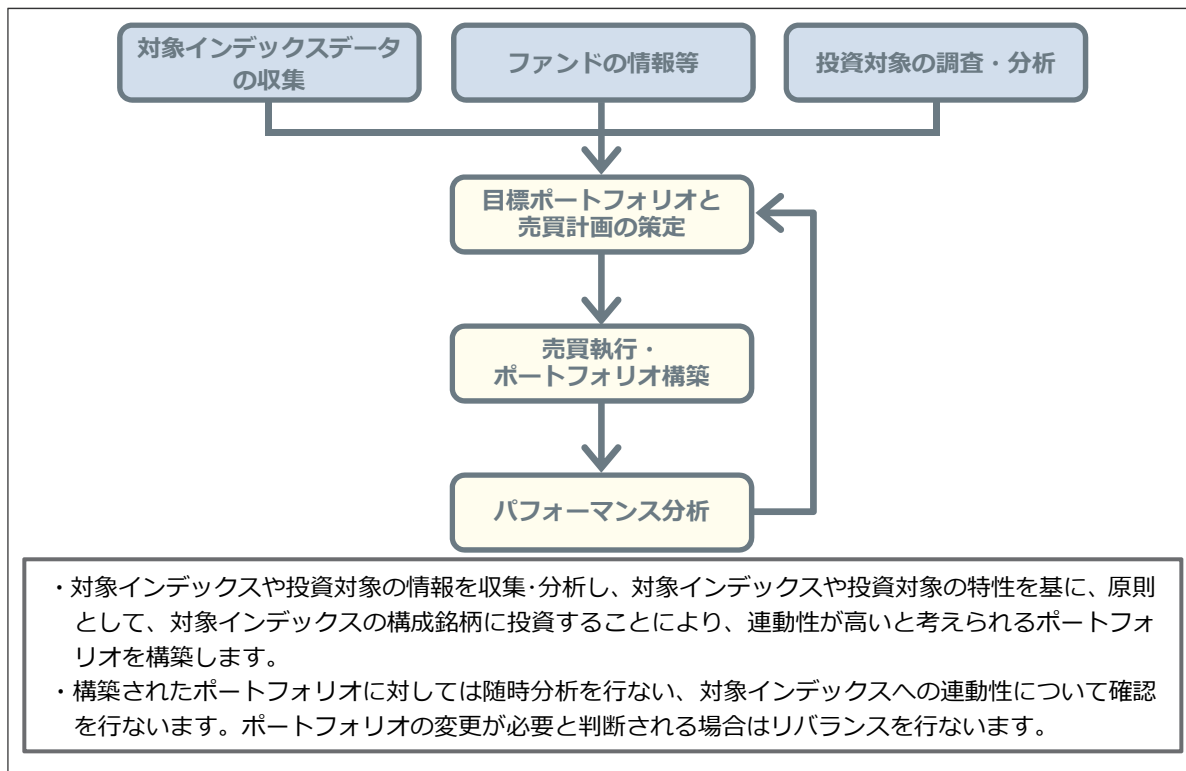 対象インデックスデータ
の収集
ファンドの情報等
投資対象の調査・分析
目標ポートフォリオと
売買計画の策定
売買執行・
ポートフォリオ構築
パフォーマンス分析
・対象インデックスや投資対象の情報を収集･分析し、対象インデックスや投資対象の特性を基に、原則
として、対象インデックスの構成銘柄に投資することにより、連動性が高いと考えられるポートフォ
リオを構築します。
・構築されたポートフォリオに対しては随時分析を行ない、対象インデックスへの連動性について確認
を行ないます。ポートフォリオの変更が必要と判断される場合はリバランスを行ないます。